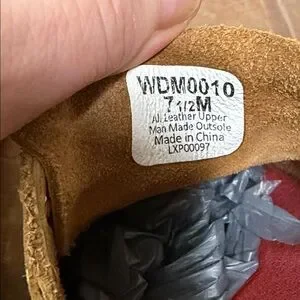 WDM0010
7 1/2M
All Leather Upper
Man Made Outsole
Made in China
LXP00097